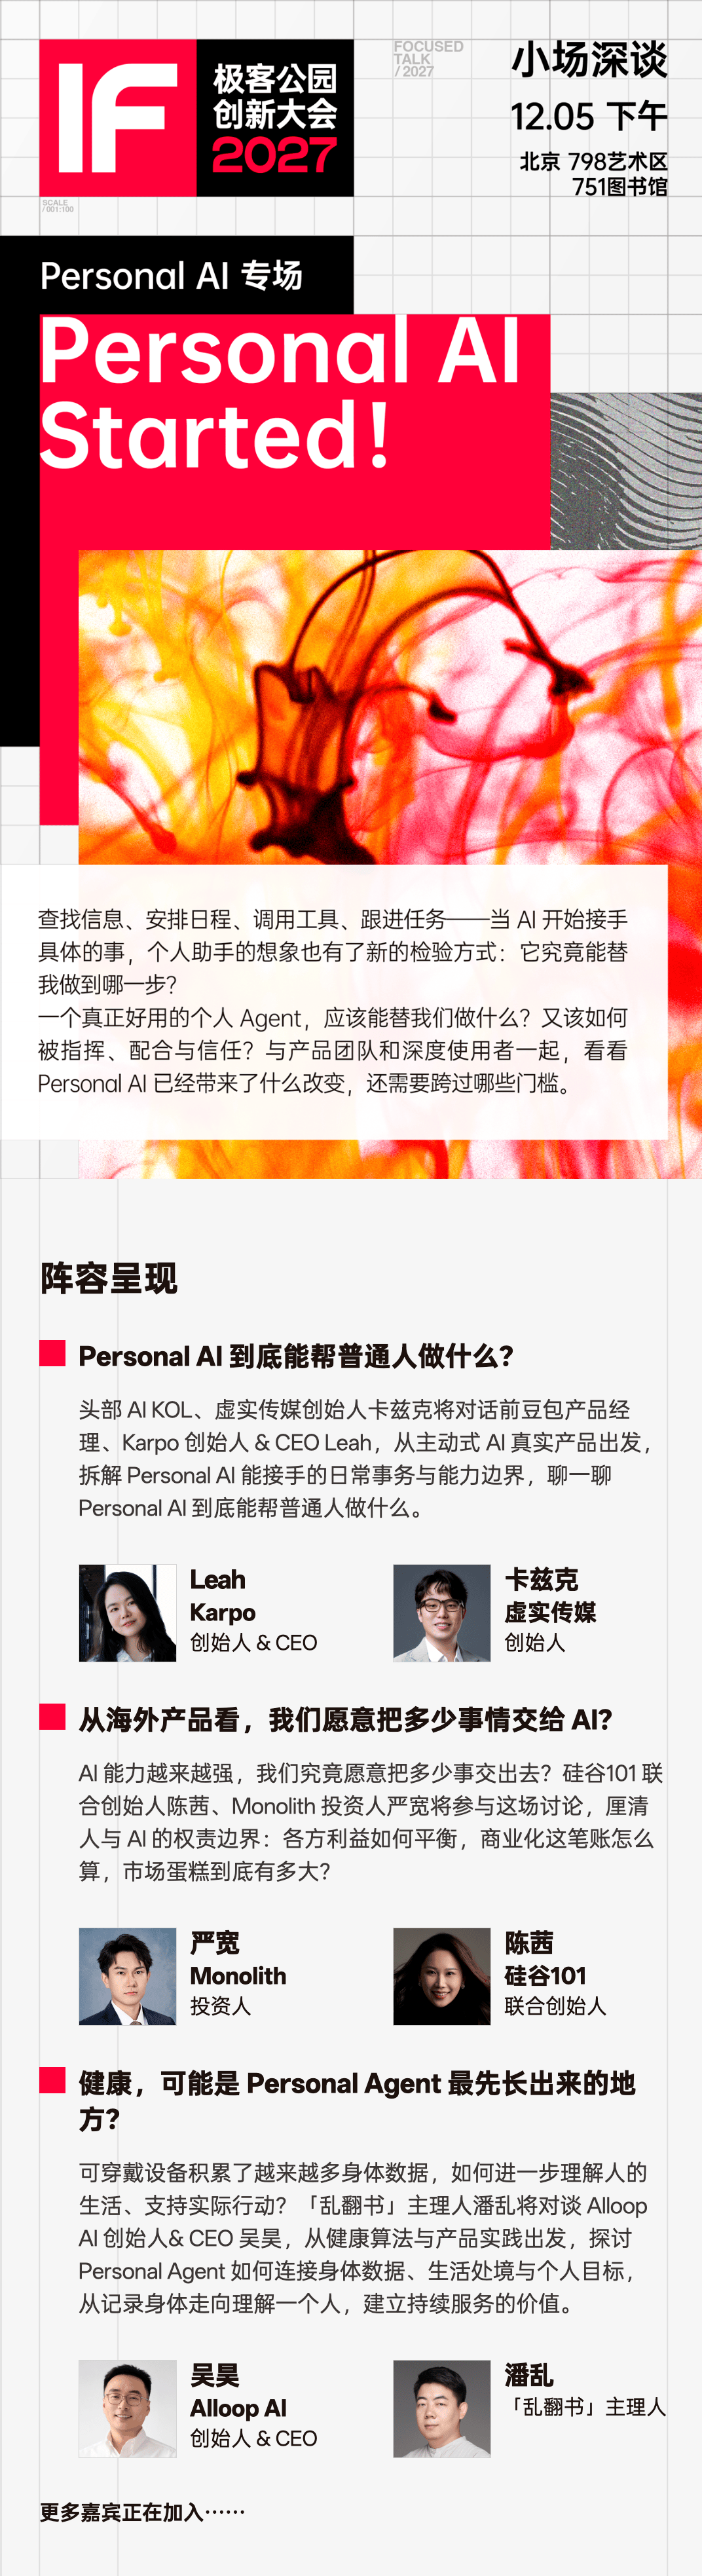 IF
极客公园
创新大会
2027
FOCUSED
TALK
/ 2027
小场深谈
12.05 下午
北京 798艺术区
751图书馆
SCALE
/ 001:100
Personal AI 专场
Personal AI
Started!
查找信息、安排日程、调用工具、跟进任务——当 AI 开始接手
具体的事，个人助手的想象也有了新的检验方式：它究竟能替
我做到哪一步？
一个真正好用的个人 Agent，应该能替我们做什么？又该如何
被指挥、配合与信任？与产品团队和深度使用者一起，看看
Personal AI 已经带来了什么改变，还需要跨过哪些门槛。
阵容呈现
Personal AI 到底能帮普通人做什么？
头部 AI KOL、虚实传媒创始人卡兹克将对话前豆包产品经
理、Karpo 创始人 & CEO Leah，从主动式 AI 真实产品出发，
拆解 Personal AI 能接手的日常事务与能力边界，聊一聊
Personal AI 到底能帮普通人做什么。
Leah
Karpo
创始人 & CEO
卡兹克
虚实传媒
创始人
从海外产品看，我们愿意把多少事情交给 AI？
AI 能力越来越强，我们究竟愿意把多少事交出去？硅谷101 联
合创始人陈茜、Monolith 投资人严宽将参与这场讨论，厘清
人与 AI 的权责边界：各方利益如何平衡，商业化这笔账怎么
算，市场蛋糕到底有多大？
严宽
Monolith
投资人
陈茜
硅谷101
联合创始人
健康，可能是 Personal Agent 最先长出来的地
方？
可穿戴设备积累了越来越多身体数据，如何进一步理解人的
生活、支持实际行动？「乱翻书」主理人潘乱将对谈 Alloop
AI 创始人& CEO 吴昊，从健康算法与产品实践出发，探讨
Personal Agent 如何连接身体数据、生活处境与个人目标，
从记录身体走向理解一个人，建立持续服务的价值。
吴昊
Alloop AI
创始人 & CEO
潘乱
「乱翻书」主理人
更多嘉宾正在加入……